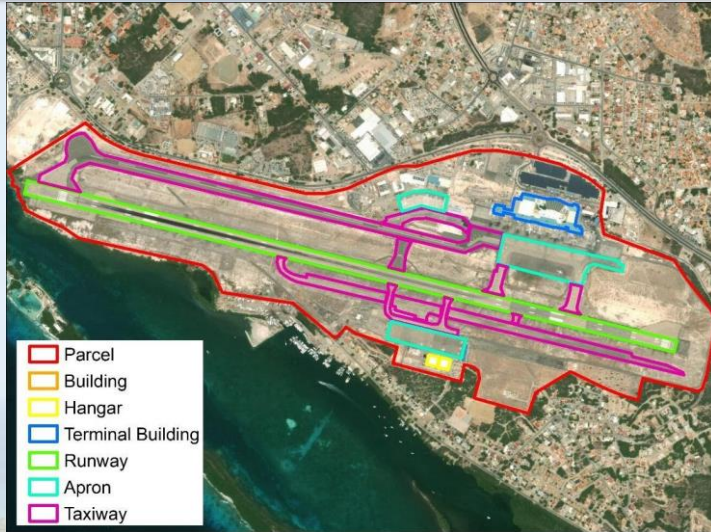 Parcel
Building
Hangar
Terminal Building
Runway
Apron
Taxiway